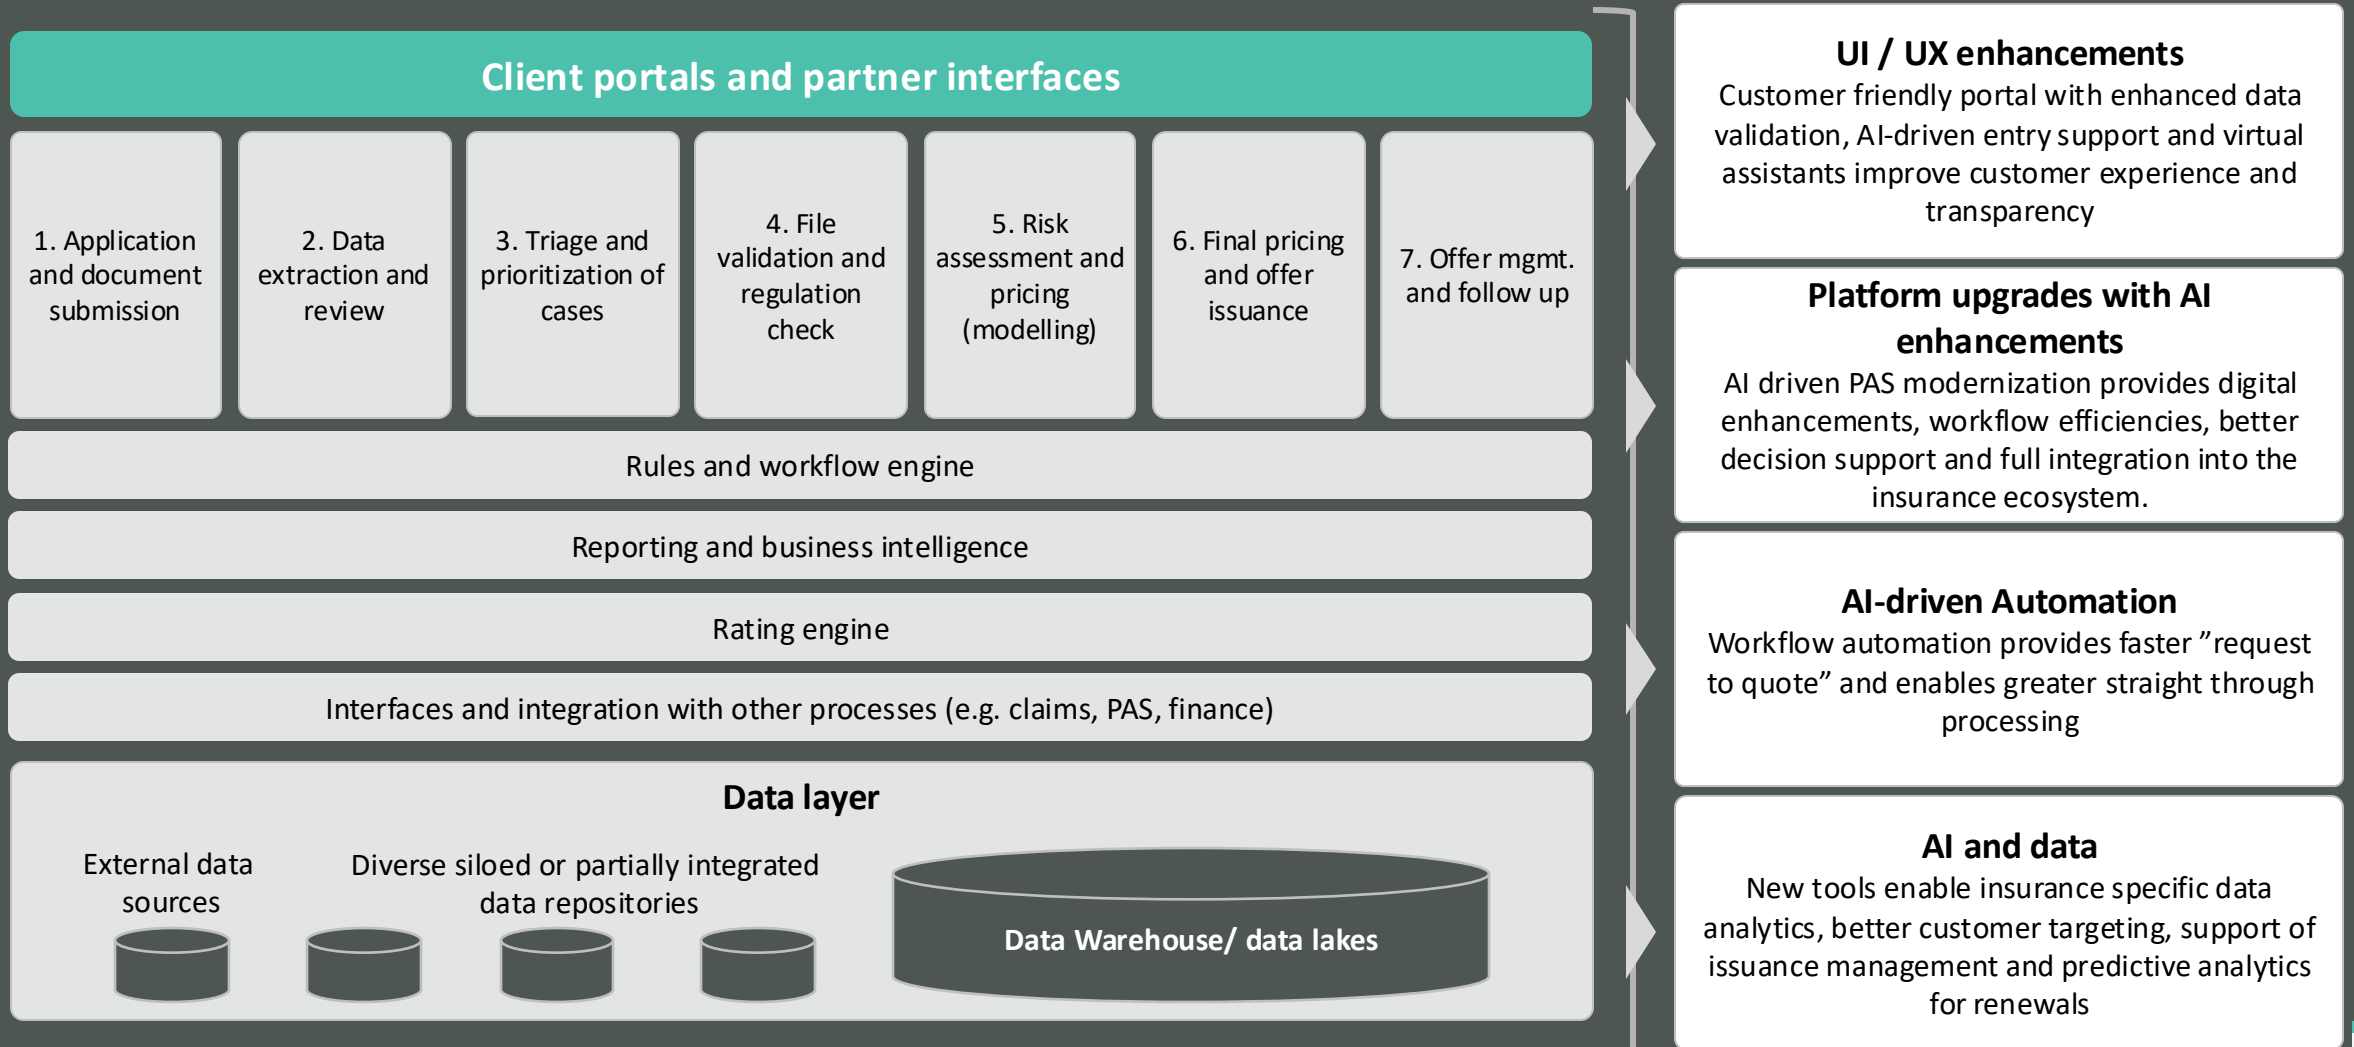 Client portals and partner interfaces
1. Application
and document
submission
2. Data
extraction and
review
3. Triage and
prioritization of
cases
4. File
validation and
regulation
check
5. Risk
assessment and
pricing
(modelling)
6. Final pricing
and offer
issuance
7. Offer mgmt.
and follow up
Rules and workflow engine
Reporting and business intelligence
Rating engine
Interfaces and integration with other processes (e.g. claims, PAS, finance)
Data layer
External data
sources
Diverse siloed or partially integrated
data repositories
Data Warehouse/ data lakes
UI / UX enhancements
Customer friendly portal with enhanced data
validation, AI-driven entry support and virtual
assistants improve customer experience and
transparency
Platform upgrades with AI
enhancements
AI driven PAS modernization provides digital
enhancements, workflow efficiencies, better
decision support and full integration into the
insurance ecosystem.
AI-driven Automation
Workflow automation provides faster ”request
to quote” and enables greater straight through
processing
AI and data
New tools enable insurance specific data
analytics, better customer targeting, support of
issuance management and predictive analytics
for renewals